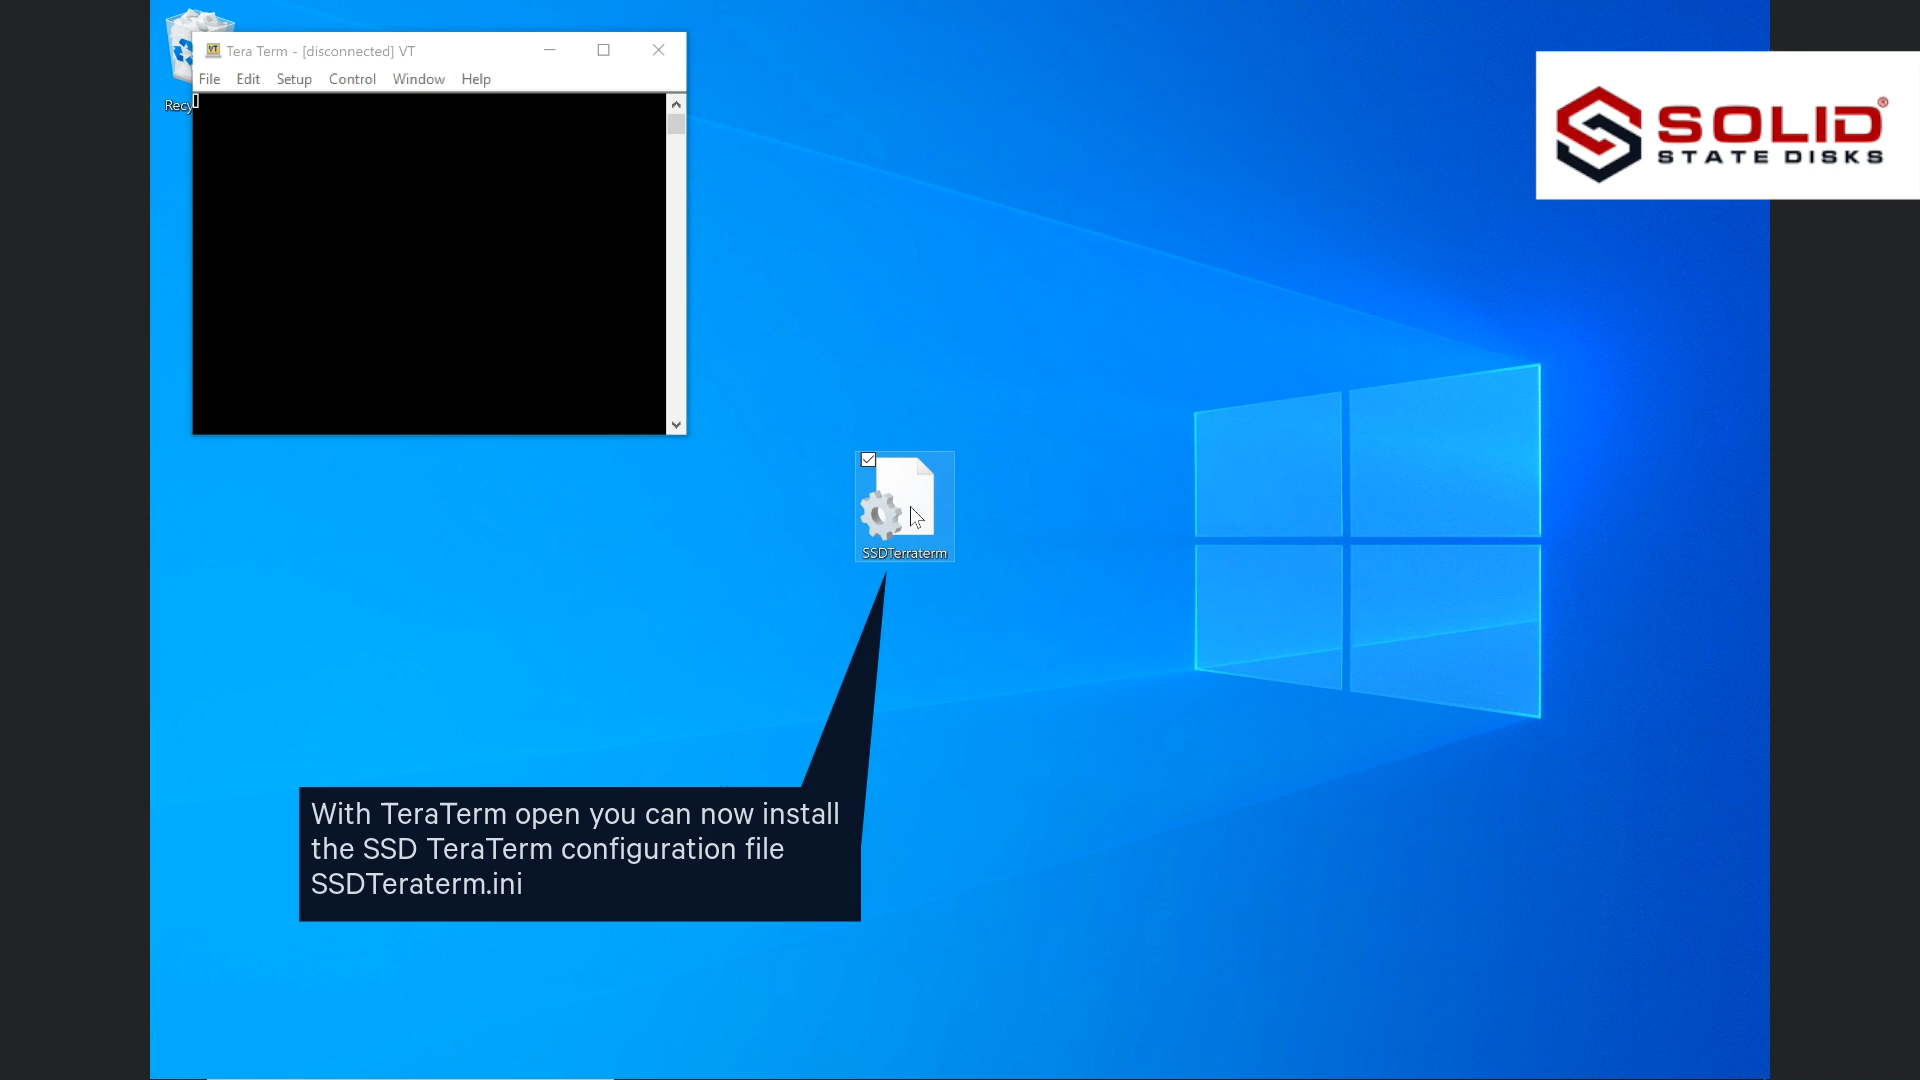 Tera Term - [disconnected] VT
File Edit Setup Control Window Help
Recy
SOLID®
STATE DISKS
SSDTerraterm
With TeraTerm open you can now install
the SSD TeraTerm configuration file
SSDTeraterm.ini